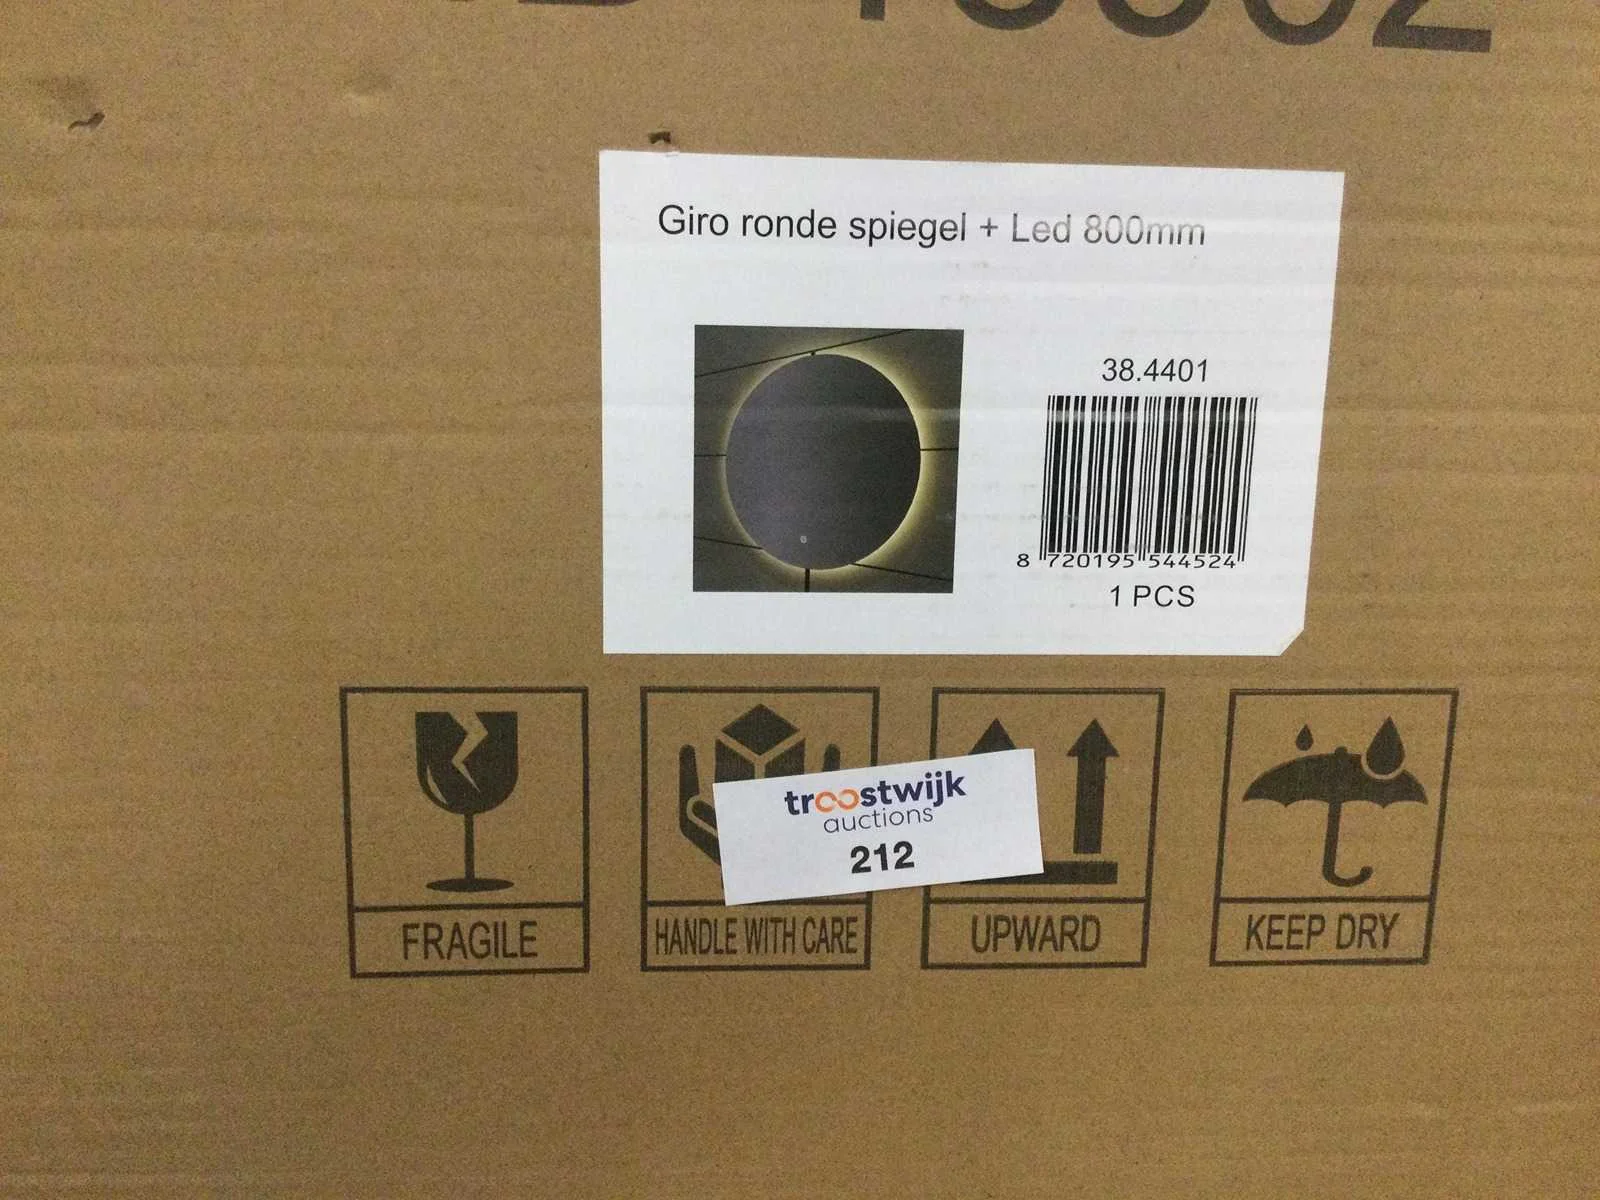 Giro ronde spiegel + Led 800mm
38.4401
8 720195 544524
1 PCS
troostwijk
auctions
212
FRAGILE
HANDLE WITH CARE
UPWARD
KEEP DRY